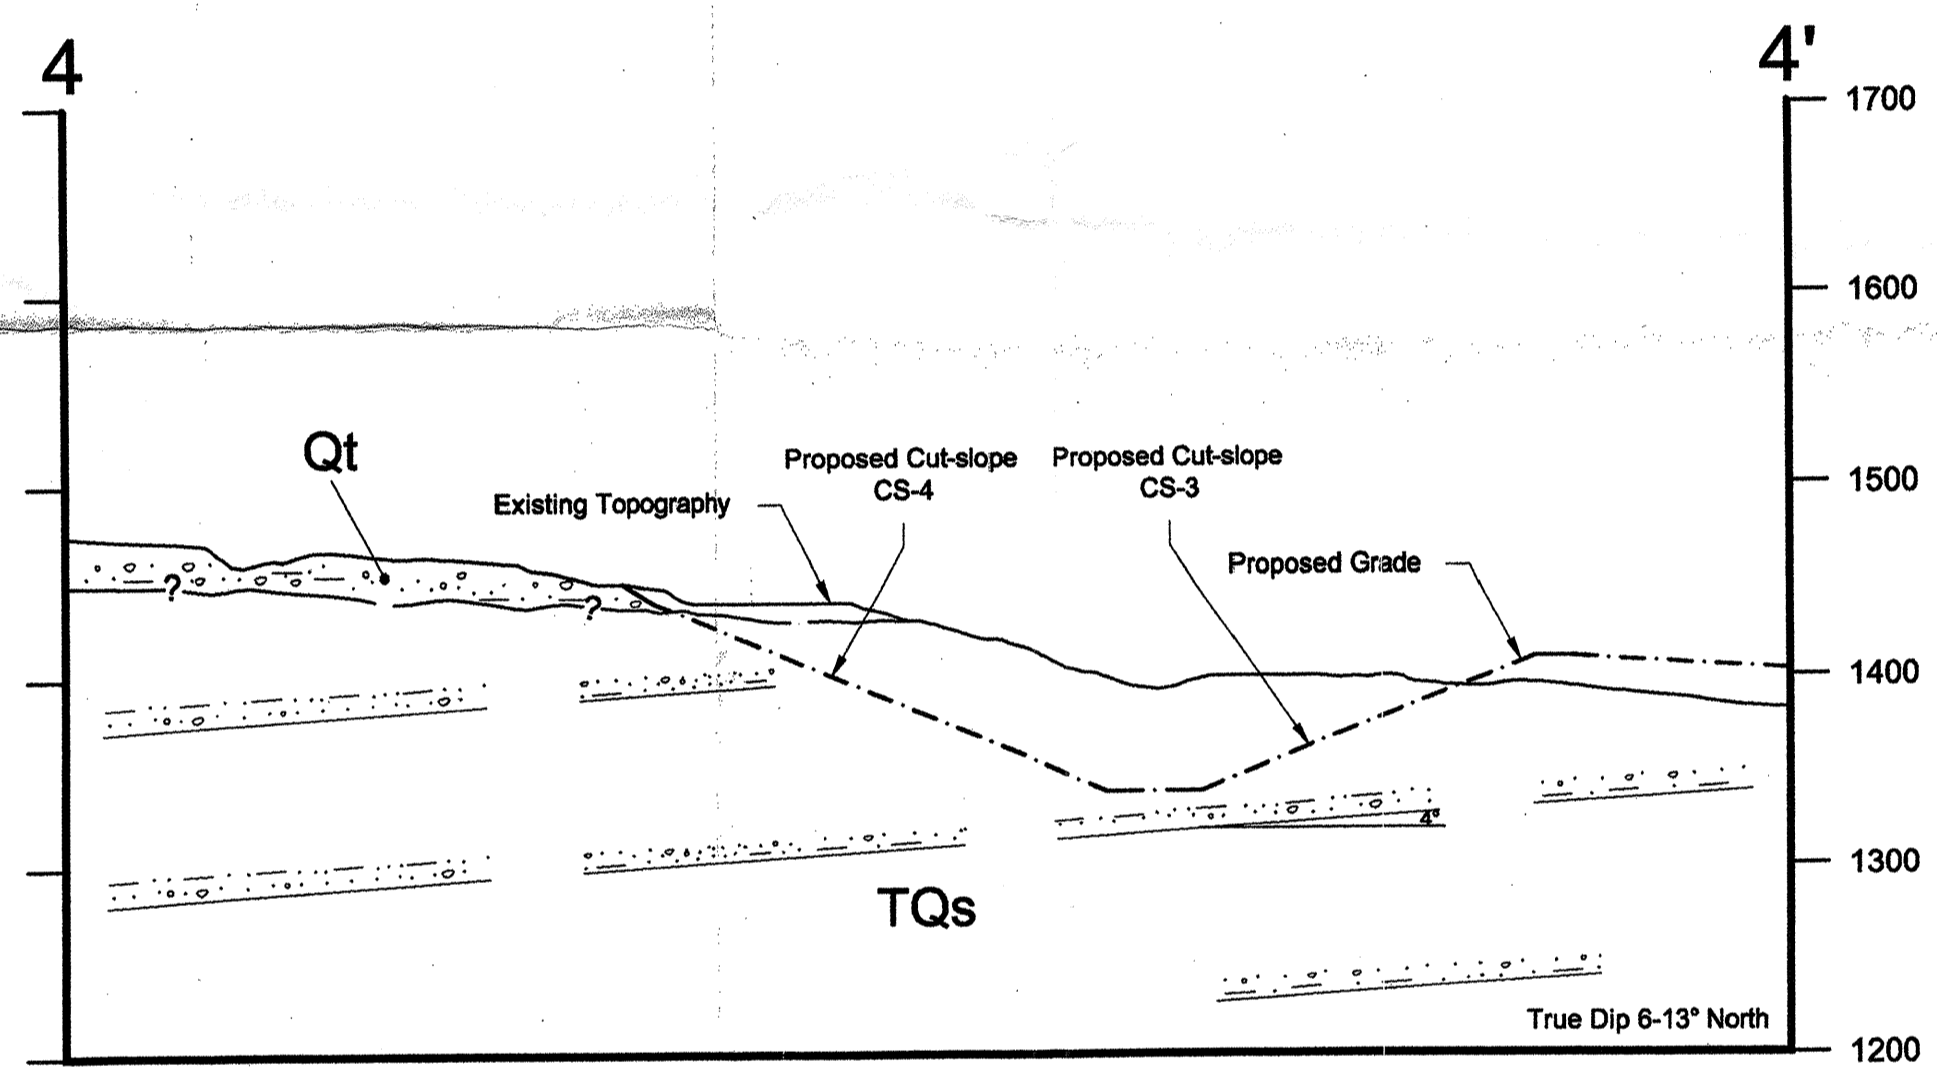 4
4'
1700
1600
1500
1400
1300
1200
Qt
Existing Topography
Proposed Cut-slope
CS-4
Proposed Cut-slope
CS-3
Proposed Grade
?
?
4°
TQs
True Dip 6-13° North